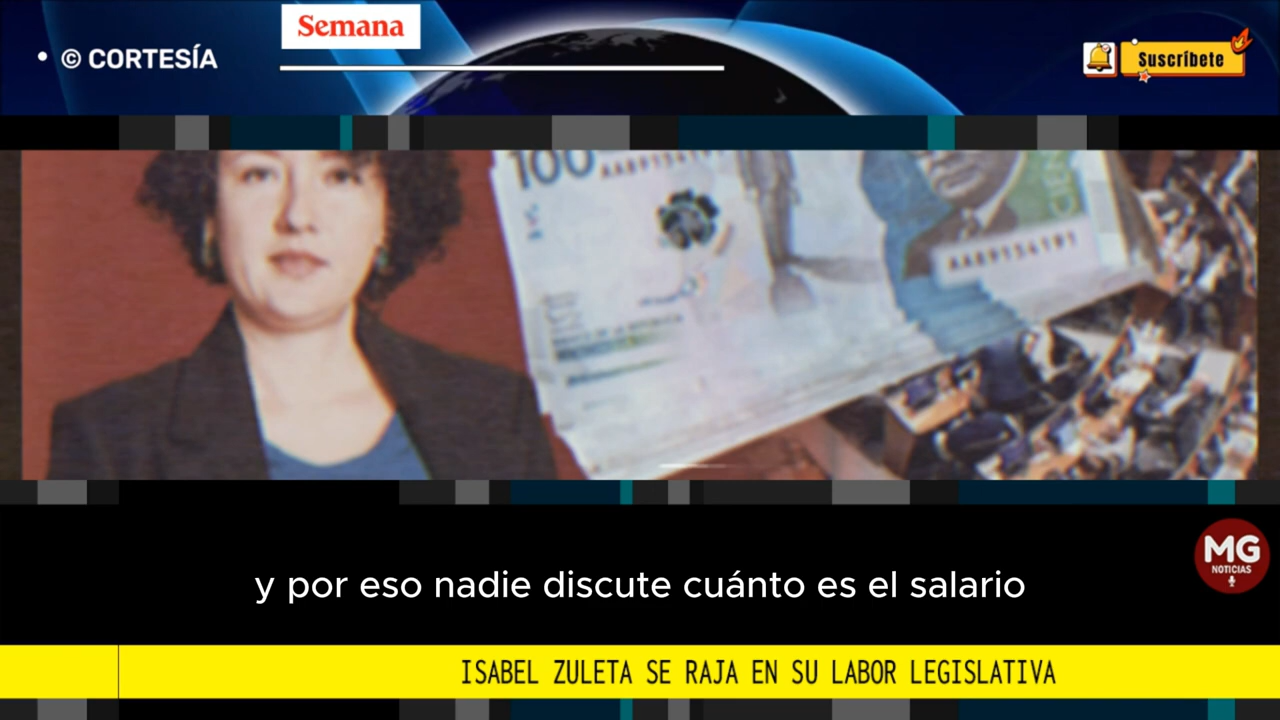 Semana
© CORTESÍA
Suscríbete
100
y por eso nadie discute cuánto es el salario
MG
NOTICIAS
ISABEL ZULETA SE RAJA EN SU LABOR LEGISLATIVA